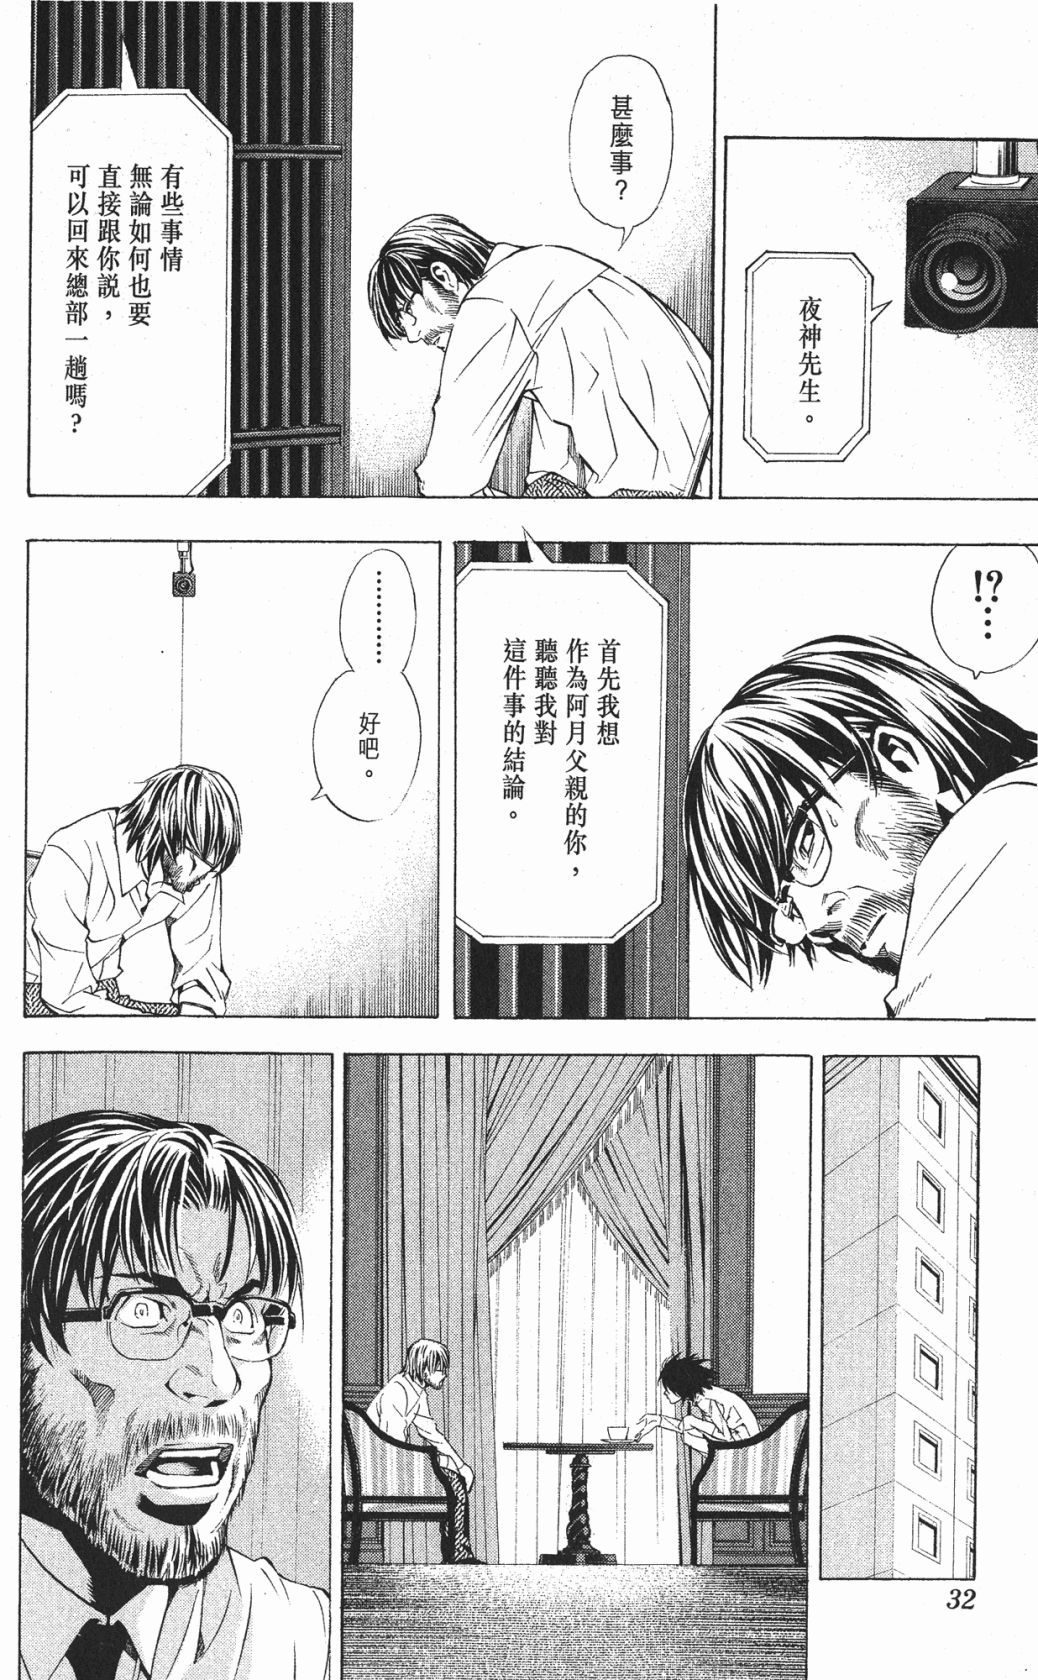 夜神先生。
甚麼事？
有些事情
無論如何也要
直接跟你說，
可以回來總部一趟嗎？
!?……
首先我想
作為阿月父親的你，
聽聽我對
這件事的結論。
…………
好吧。
32